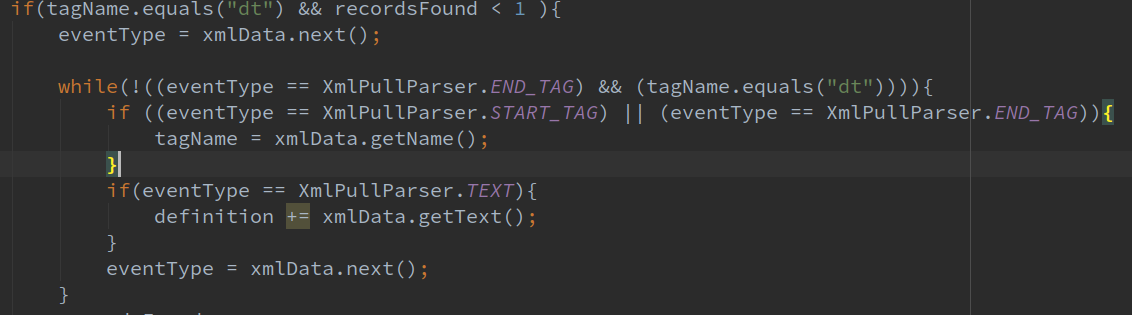 if(tagName.equals("dt") && recordsFound < 1 ){
eventType = xmlData.next();
while(!((eventType == XmlPullParser.END_TAG) && (tagName.equals("dt")))){
if ((eventType == XmlPullParser.START_TAG) || (eventType == XmlPullParser.END_TAG)){
tagName = xmlData.getName();
}
if(eventType == XmlPullParser.TEXT){
definition += xmlData.getText();
}
eventType = xmlData.next();
}